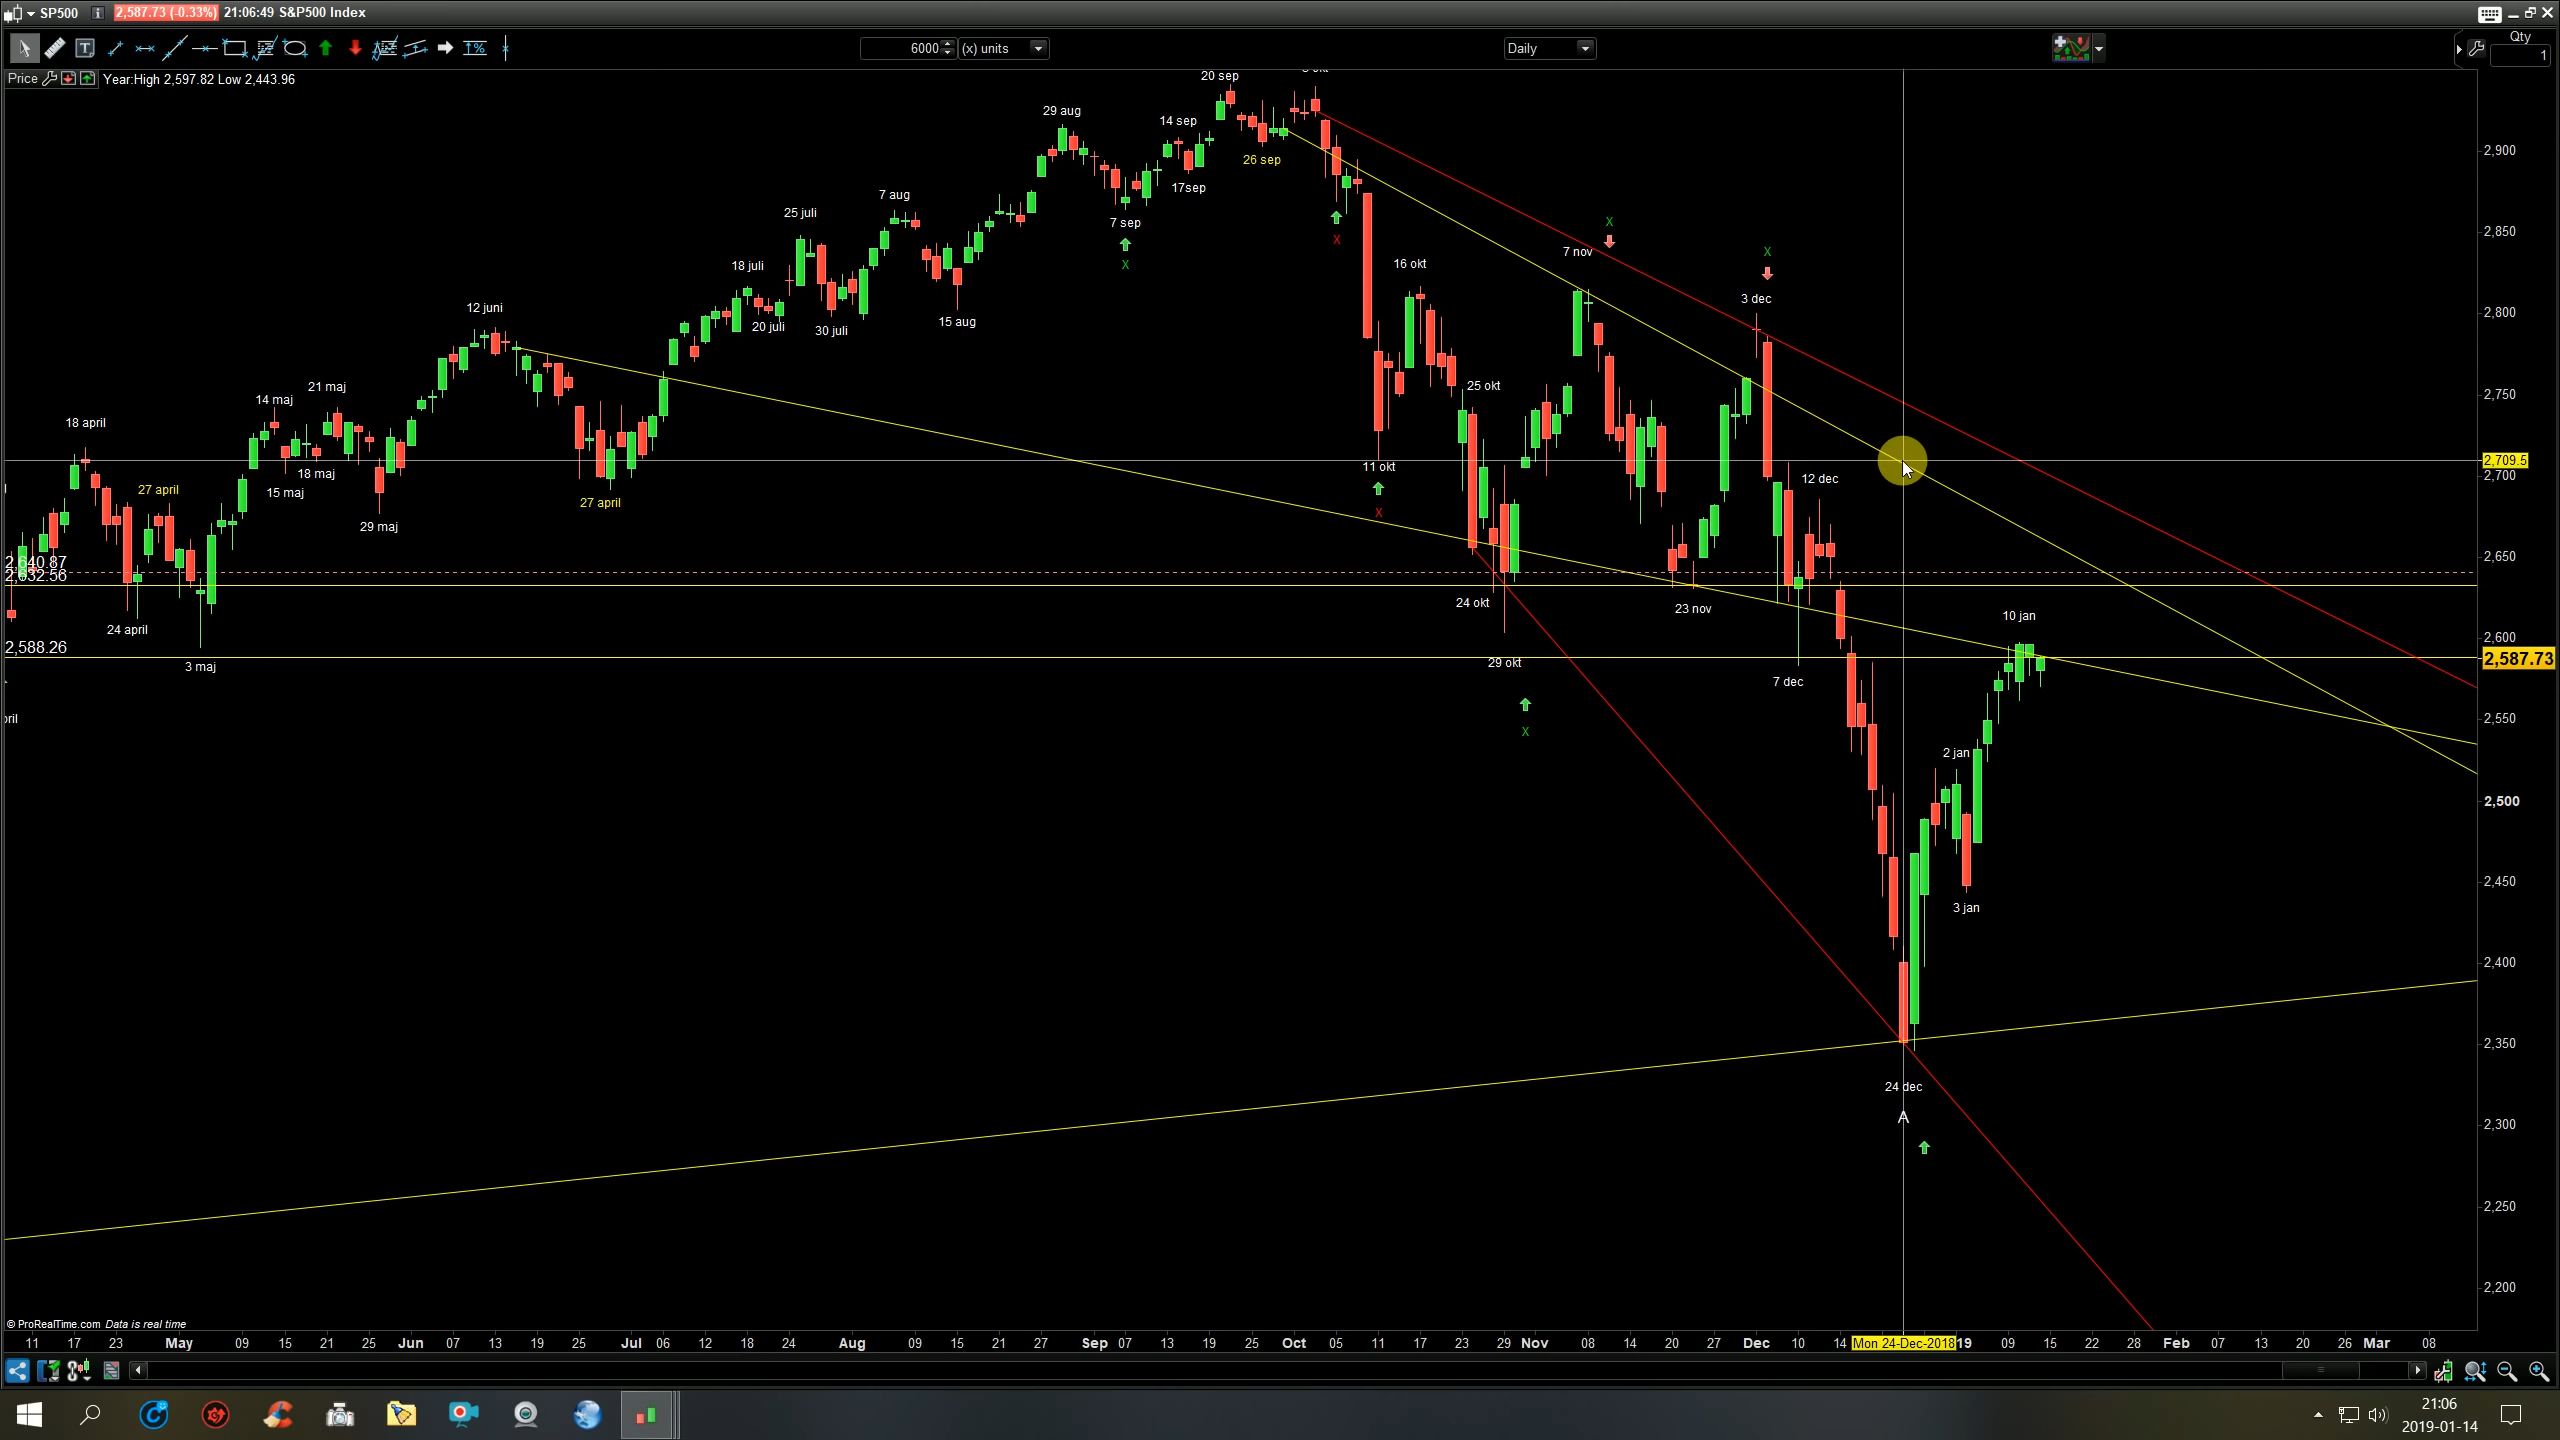 SP500 2,587.73 (-0.33%) 21:06:49 S&P500 Index
6000 (x) units Daily Qty
1
Price Year:High 2,597.82 Low 2,443.96
20 sep
29 aug
14 sep
26 sep
17sep
7 aug
25 juli
7 sep
X
X
X
7 nov
X
16 okt
18 juli
3 dec
12 juni
20 juli
30 juli
15 aug
21 maj
14 maj
25 okt
18 april
11 okt
18 maj
12 dec
27 april
15 maj
27 april
X
29 maj
2,640.87
2,632.56
24 okt
23 nov
10 jan
24 april
2,588.26
3 maj
29 okt
7 dec
X
2 jan
3 jan
24 dec
A
2,900
2,850
2,800
2,750
2,709.5
2,700
2,650
2,600
2,587.73
2,550
2,500
2,450
2,400
2,350
2,300
2,250
2,200
© ProRealTime.com Data is real time
11 17 23 May 09 15 21 25 Jun 07 13 19 25 Jul 06 12 18 24 Aug 09 15 21 27 Sep 07 13 19 25 Oct 05 11 17 23 29 Nov 08 14 20 27 Dec 10 14 Mon 24-Dec-2018 19 09 15 22 28 Feb 07 13 20 26 Mar 08
21:06
2019-01-14